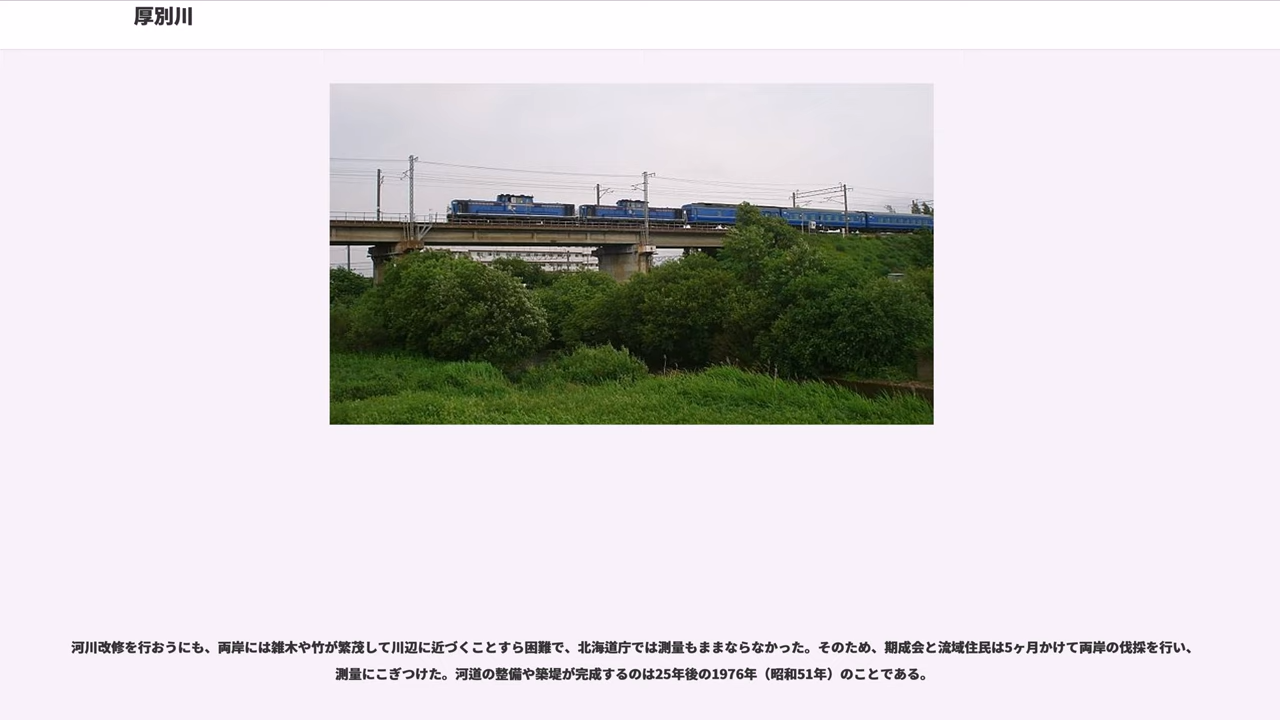 厚別川
河川改修を行おうにも、両岸には雑木や竹が繁茂して川辺に近づくことすら困難で、北海道庁では測量もままならなかった。そのため、期成会と流域住民は5ヶ月かけて両岸の伐採を行い、
測量にこぎつけた。河道の整備や築堤が完成するのは25年後の1976年（昭和51年）のことである。